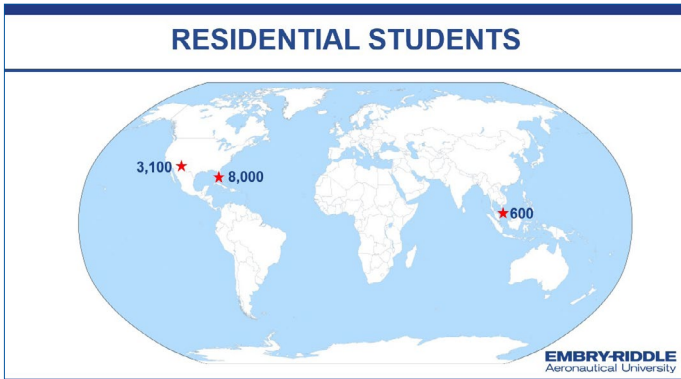 RESIDENTIAL STUDENTS
3,100
8,000
600
EMBRY-RIDDLE
Aeronautical University